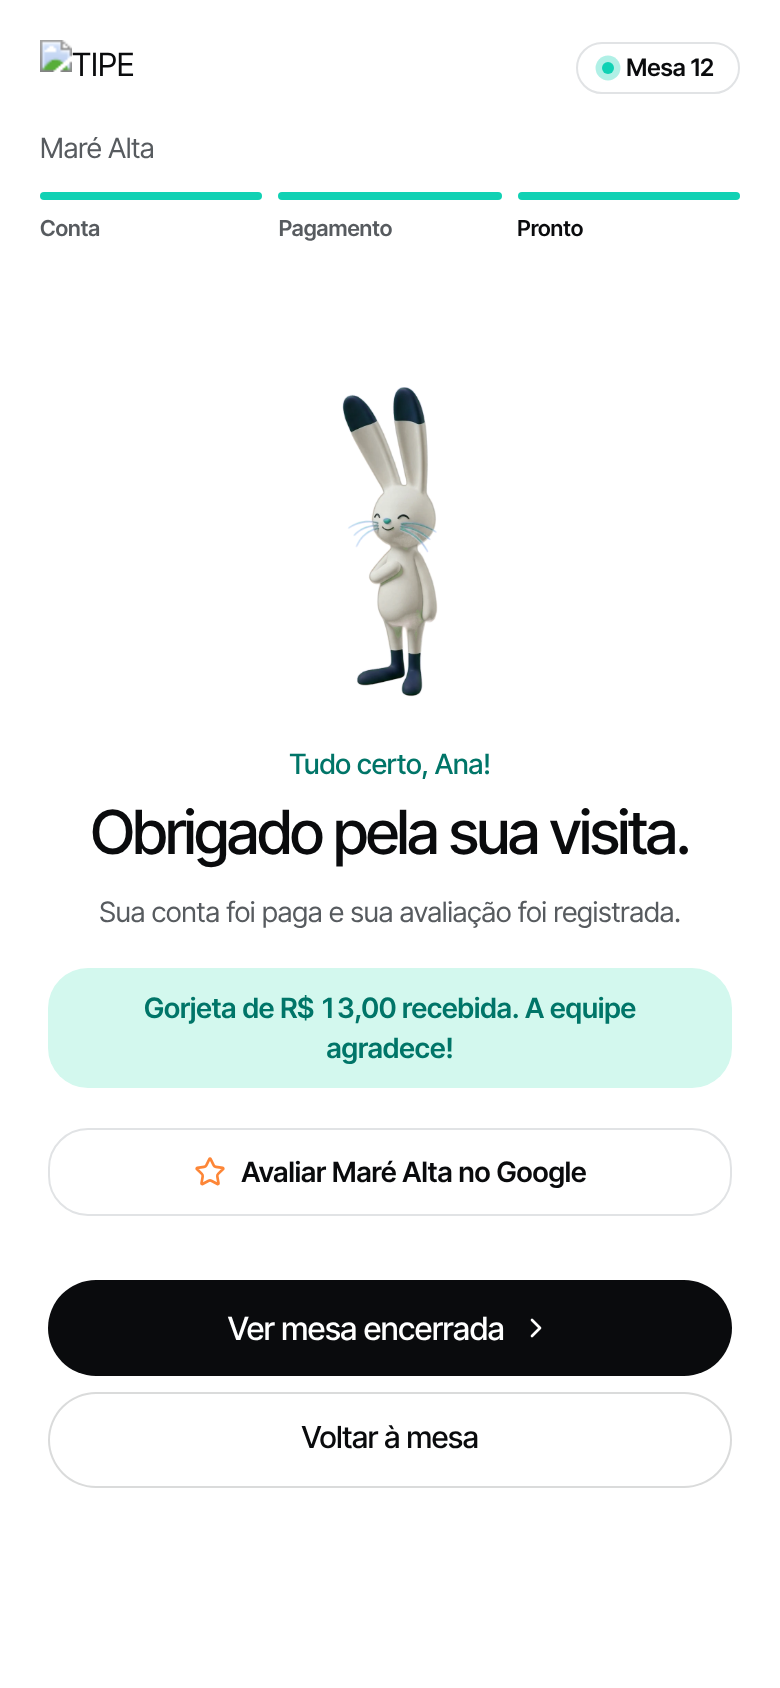 TIPE
Mesa 12
Maré Alta
Conta
Pagamento
Pronto
Tudo certo, Ana!
Obrigado pela sua visita.
Sua conta foi paga e sua avaliação foi registrada.
Gorjeta de R$ 13,00 recebida. A equipe
agradece!
Avaliar Maré Alta no Google
Ver mesa encerrada
Voltar à mesa